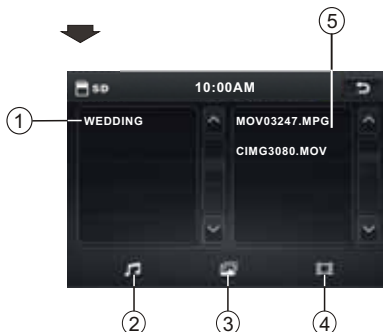 5
SD 10:00AM
1 WEDDING MOV03247.MPG
CIMG3080.MOV
2 3 4